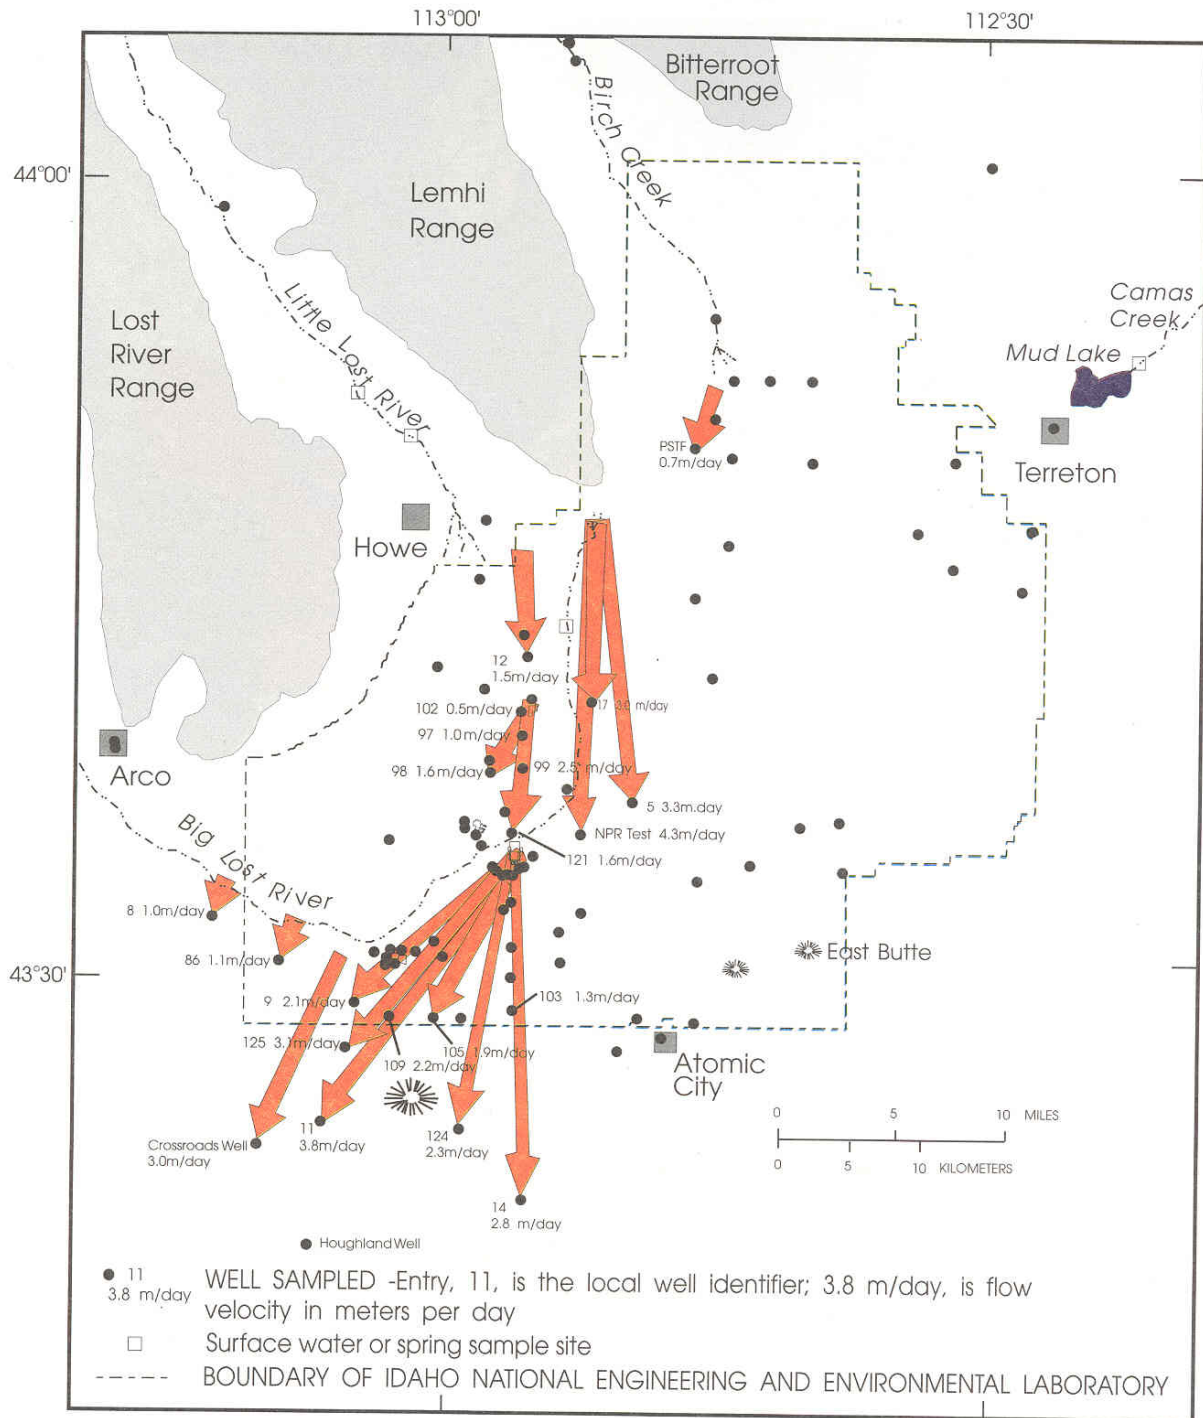 113°00'
112°30'
Bitterroot
Range
Birch Creek
44°00'
Lemhi
Range
Camas
Creek
Little Lost River
Lost
River
Range
Mud Lake
PSTF
0.7m/day
Terreton
Howe
12
1.5m/day
102 0.5m/day
17 3.0 m/day
97 1.0m/day
98 1.6m/day
99 2.5 m/day
Arco
5 3.3m.day
NPR Test 4.3m/day
121 1.6m/day
Big Lost River
8 1.0m/day
86 1.1m/day
East Butte
43°30'
9 2.1m/day
103 1.3m/day
125 3.1m/day
105 1.9m/day
109 2.2m/day
Atomic
City
11
3.8m/day
124
2.3m/day
Crossroads Well
3.0m/day
0 5 10 MILES
0 5 10 KILOMETERS
14
2.8 m/day
Houghland Well
11
3.8 m/day
WELL SAMPLED -Entry, 11, is the local well identifier; 3.8 m/day, is flow
velocity in meters per day
Surface water or spring sample site
BOUNDARY OF IDAHO NATIONAL ENGINEERING AND ENVIRONMENTAL LABORATORY